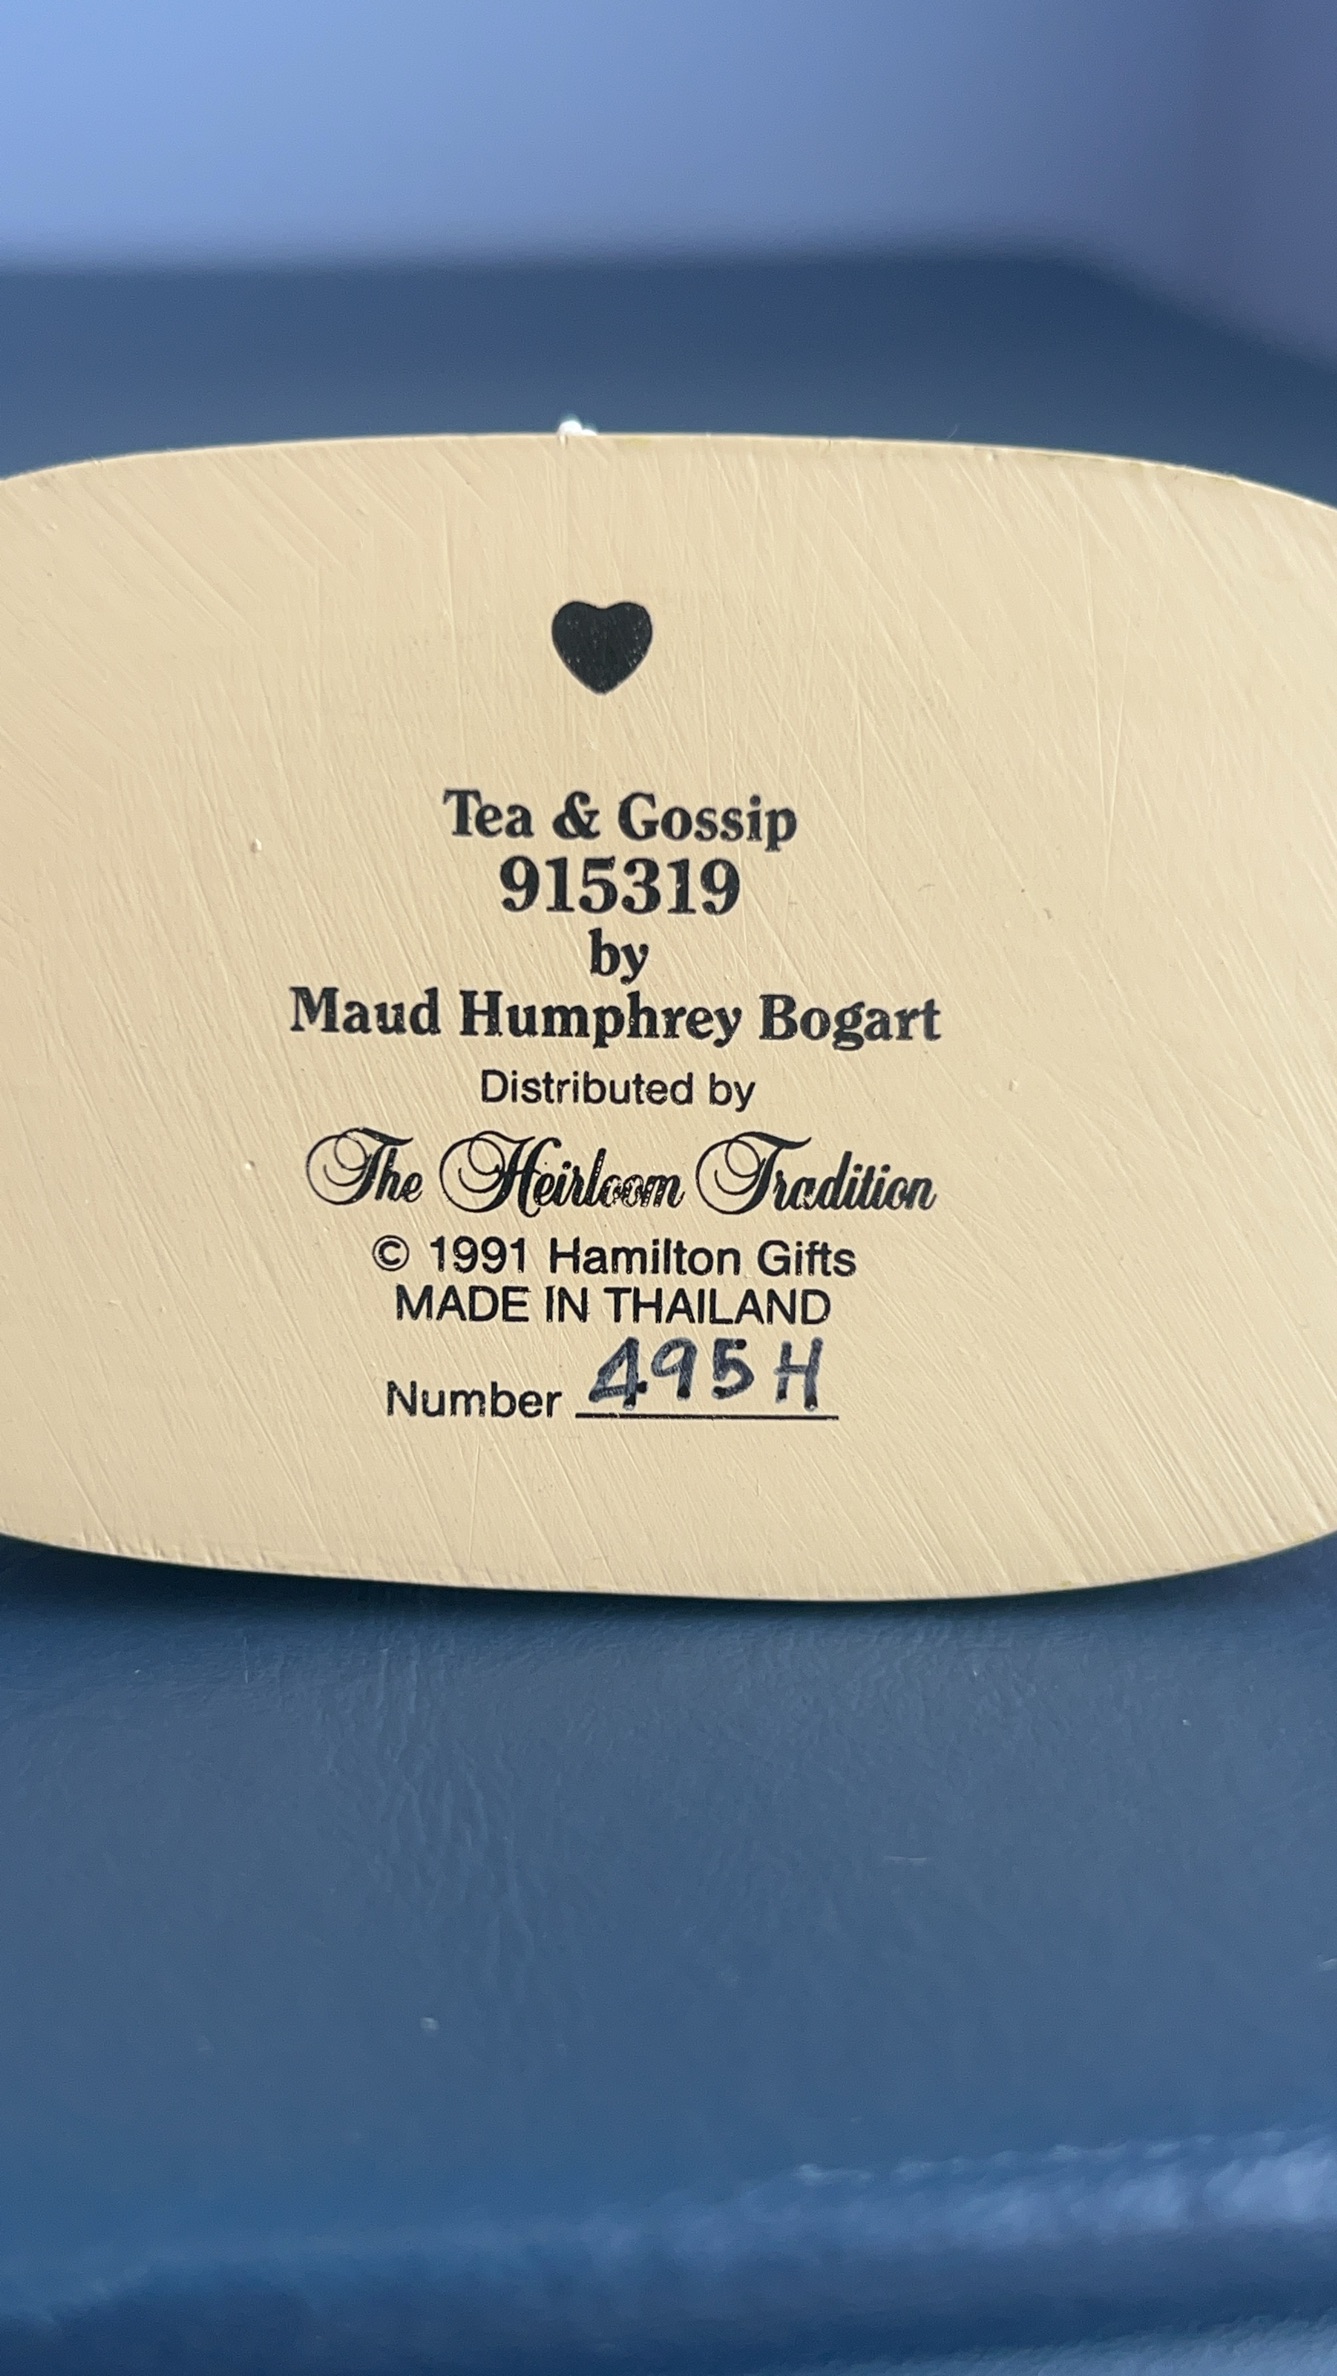 Tea & Gossip
915319
by
Maud Humphrey Bogart
Distributed by
The Heirloom Tradition
© 1991 Hamilton Gifts
MADE IN THAILAND
Number 495H